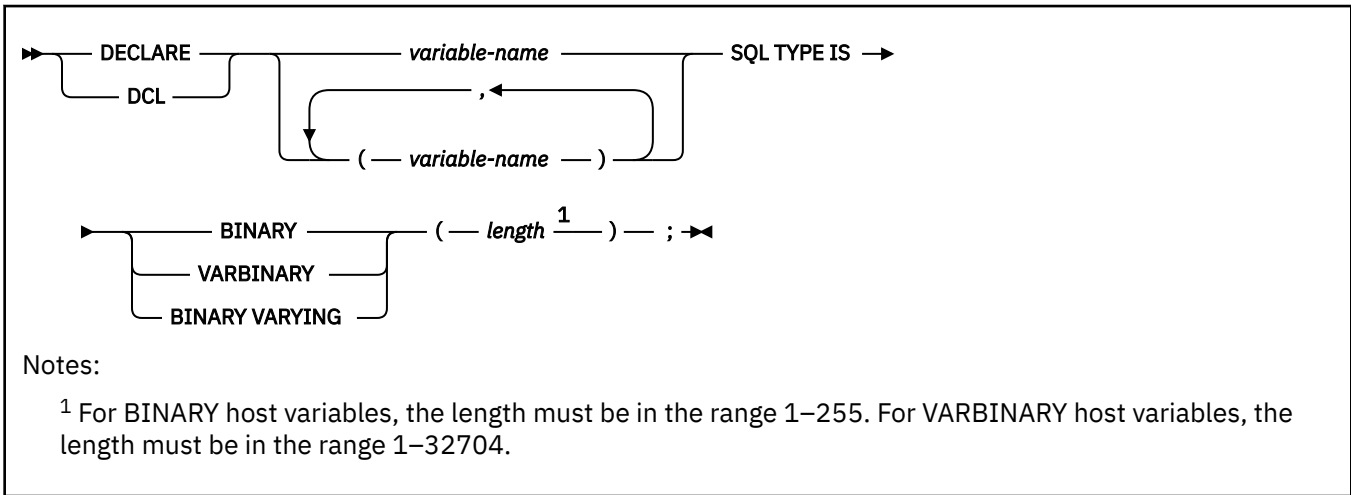 DECLARE variable-name SQL TYPE IS
DCL ,
( variable-name )
BINARY ( length 1 ) ;
VARBINARY
BINARY VARYING
Notes:
1 For BINARY host variables, the length must be in the range 1–255. For VARBINARY host variables, the
length must be in the range 1–32704.